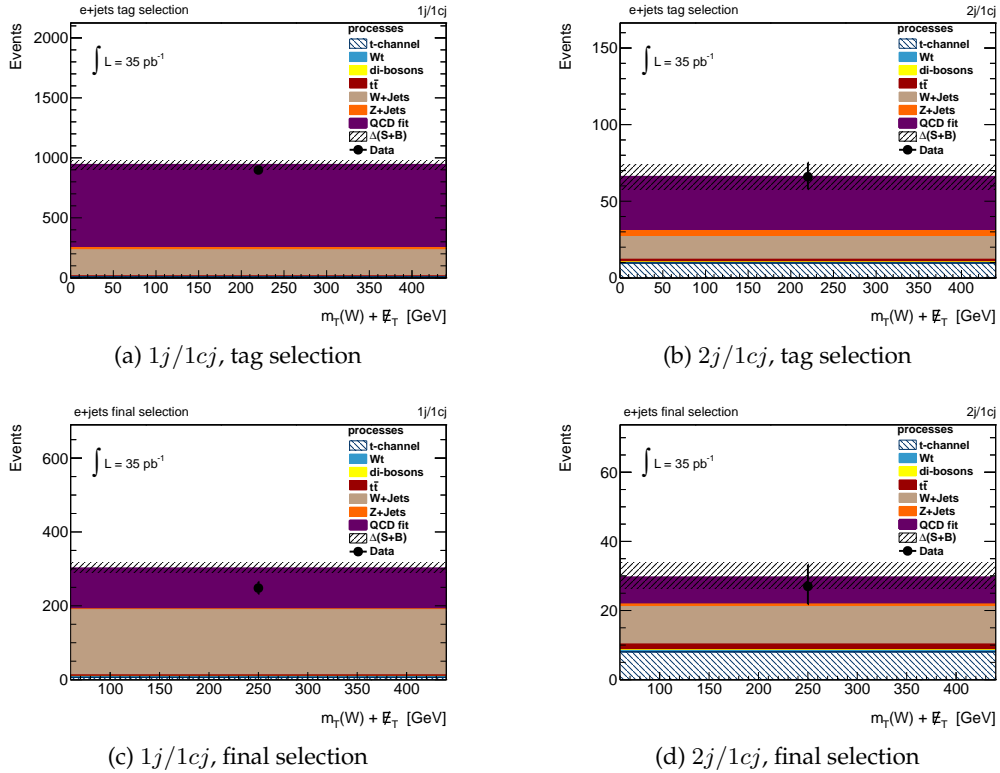 e+jets tag selection 1j/1cj
Events
2000
1500
1000
500
0
∫ L = 35 pb⁻¹
processes
t-channel
Wt
di-bosons
tt̄
W+Jets
Z+Jets
QCD fit
Δ(S+B)
Data
0 50 100 150 200 250 300 350 400
m_T(W) + E̸_T [GeV]
(a) 1j/1cj, tag selection
e+jets tag selection 2j/1cj
Events
150
100
50
0
∫ L = 35 pb⁻¹
processes
t-channel
Wt
di-bosons
tt̄
W+Jets
Z+Jets
QCD fit
Δ(S+B)
Data
0 50 100 150 200 250 300 350 400
m_T(W) + E̸_T [GeV]
(b) 2j/1cj, tag selection
e+jets final selection 1j/1cj
Events
600
400
200
0
∫ L = 35 pb⁻¹
processes
t-channel
Wt
di-bosons
tt̄
W+Jets
Z+Jets
QCD fit
Δ(S+B)
Data
100 150 200 250 300 350 400
m_T(W) + E̸_T [GeV]
(c) 1j/1cj, final selection
e+jets final selection 2j/1cj
Events
60
40
20
0
∫ L = 35 pb⁻¹
processes
t-channel
Wt
di-bosons
tt̄
W+Jets
Z+Jets
QCD fit
Δ(S+B)
Data
100 150 200 250 300 350 400
m_T(W) + E̸_T [GeV]
(d) 2j/1cj, final selection